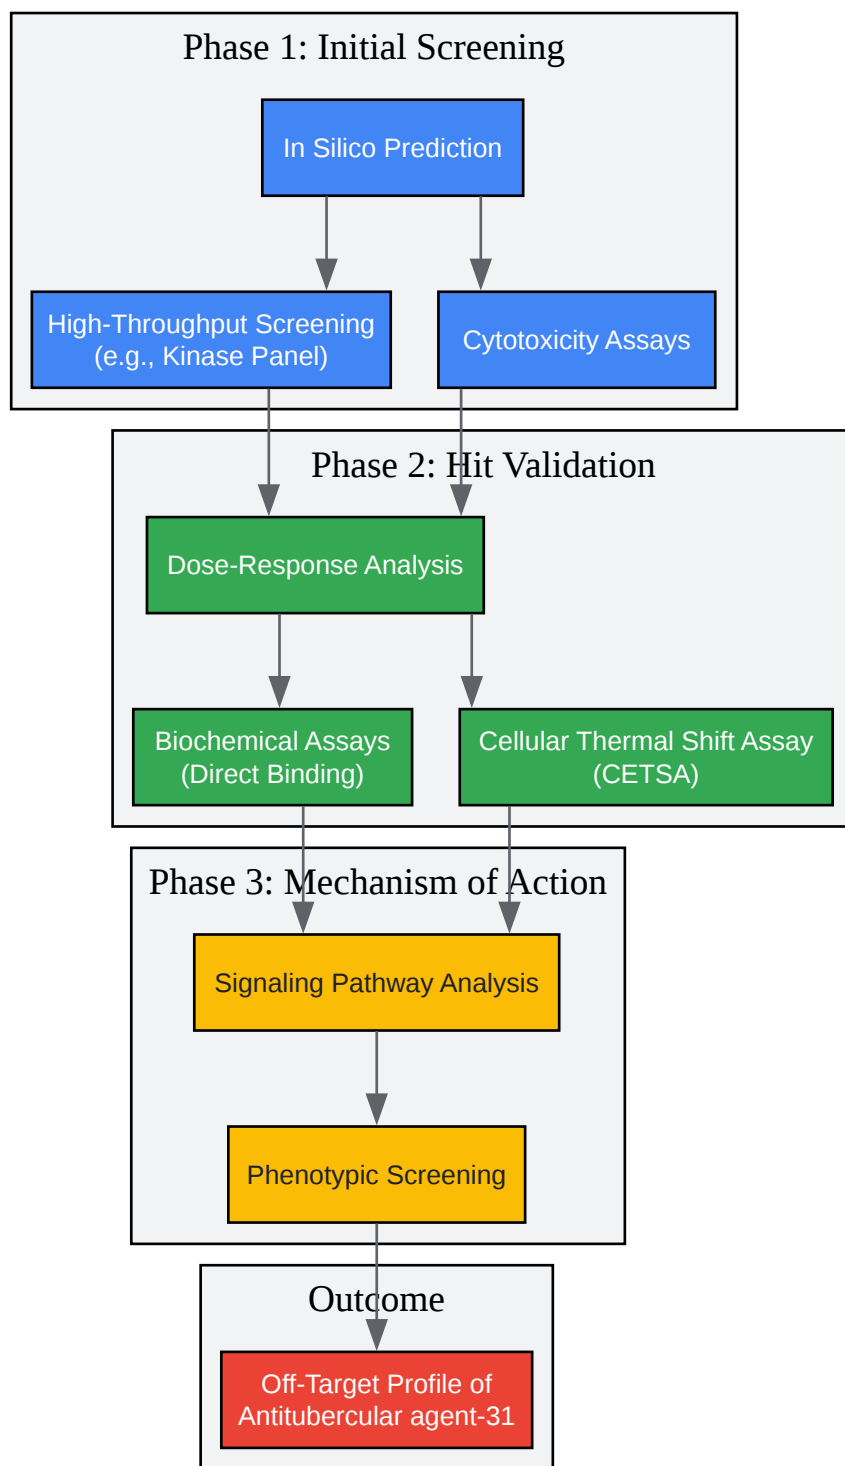 Phase 1: Initial Screening
In Silico Prediction
High-Throughput Screening
(e.g., Kinase Panel)
Cytotoxicity Assays
Phase 2: Hit Validation
Dose-Response Analysis
Biochemical Assays
(Direct Binding)
Cellular Thermal Shift Assay
(CETSA)
Phase 3: Mechanism of Action
Signaling Pathway Analysis
Phenotypic Screening
Outcome
Off-Target Profile of
Antitubercular agent-31